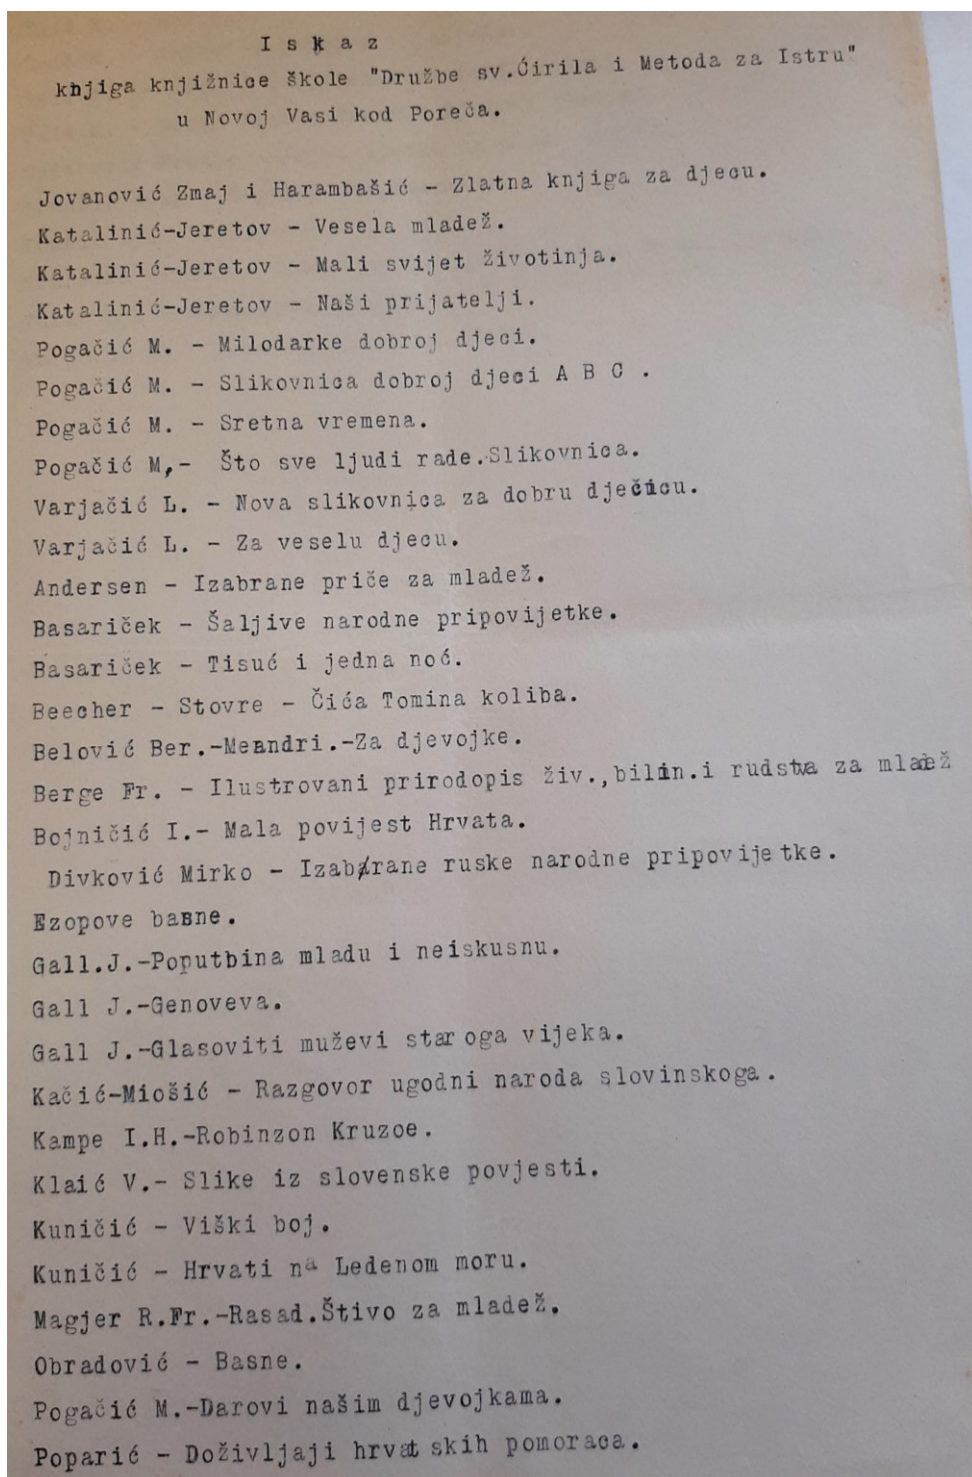 I s k a z
knjiga knjižnice škole "Družbe sv.Ćirila i Metoda za Istru"
u Novoj Vasi kod Poreča.
Jovanović Zmaj i Harambašić - Zlatna knjiga za djecu.
Katalinić-Jeretov - Vesela mladež.
Katalinić-Jeretov - Mali svijet životinja.
Katalinić-Jeretov - Naši prijatelji.
Pogačić M. - Milodarke dobroj djeci.
Pogačić M. - Slikovnica dobroj djeci A B C .
Pogačić M. - Sretna vremena.
Pogačić M,- Što sve ljudi rade.Slikovnica.
Varjačić L. - Nova slikovnica za dobru dječicu.
Varjačić L. - Za veselu djecu.
Andersen - Izabrane priče za mladež.
Basariček - Šaljive narodne pripovijetke.
Basariček - Tisuć i jedna noć.
Beecher - Stovre - Čića Tomina koliba.
Belović Ber.-Meandri.-Za djevojke.
Berge Fr. - Ilustrovani prirodopis živ.,bilin.i rudstva za mladež
Bojničić I.- Mala povijest Hrvata.
Divković Mirko - Izabrane ruske narodne pripovijetke.
Ezopove basne.
Gall.J.-Poputbina mladu i neiskusnu.
Gall J.-Genoveva.
Gall J.-Glasoviti muževi staroga vijeka.
Kačić-Miošić - Razgovor ugodni naroda slovinskoga.
Kampe I.H.-Robinzon Kruzoe.
Klaić V.- Slike iz slovenske povjesti.
Kuničić - Viški boj.
Kuničić - Hrvati na Ledenom moru.
Magjer R.Fr.-Rasad.Štivo za mladež.
Obradović - Basne.
Pogačić M.-Darovi našim djevojkama.
Poparić - Doživljaji hrvatskih pomoraca.